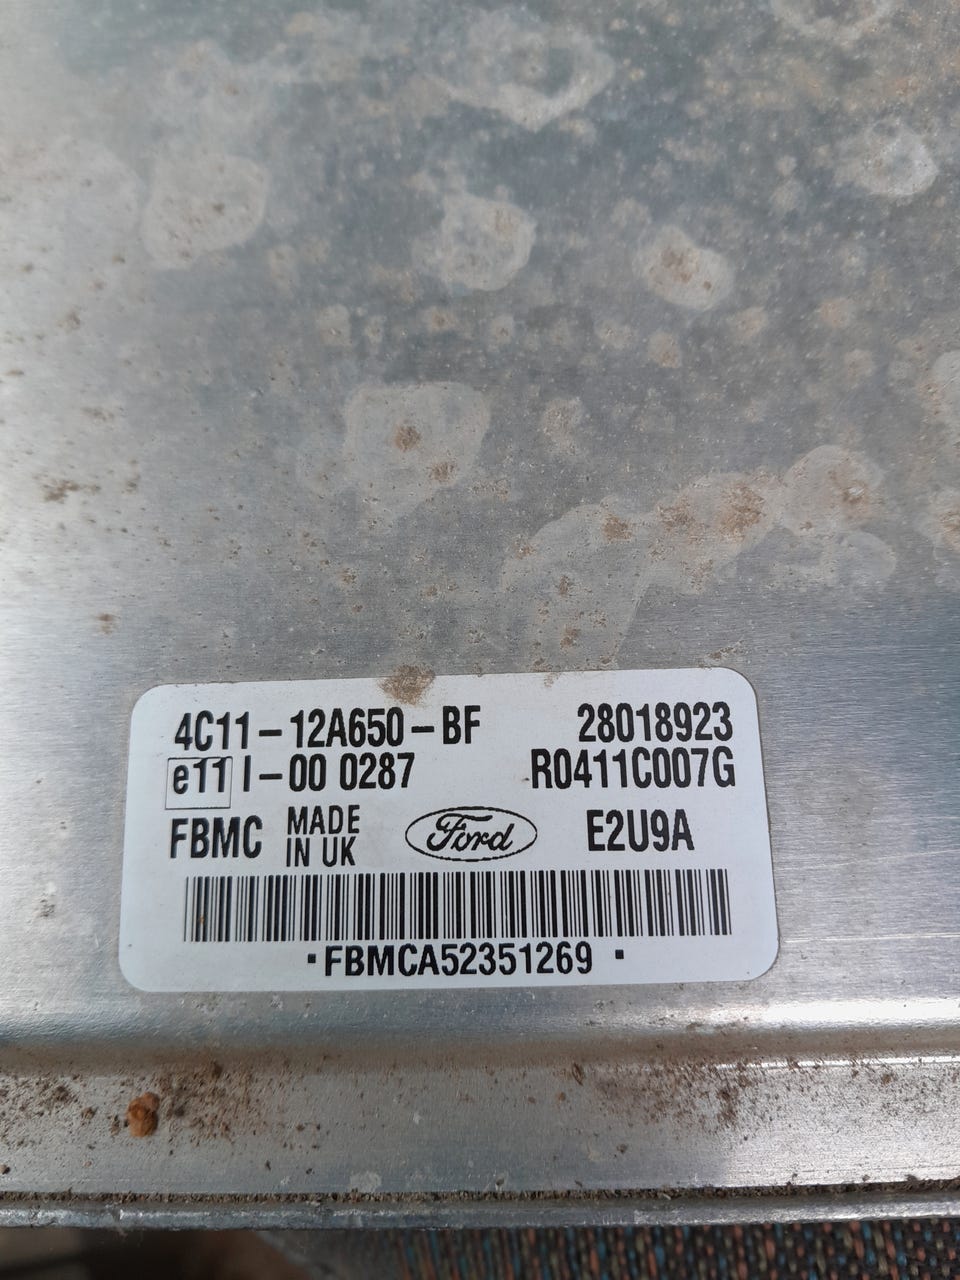 4C11-12A650-BF 28018923
e11 I-00 0287 R0411C007G
FBMC MADE IN UK Ford E2U9A
·FBMCA52351269 ·